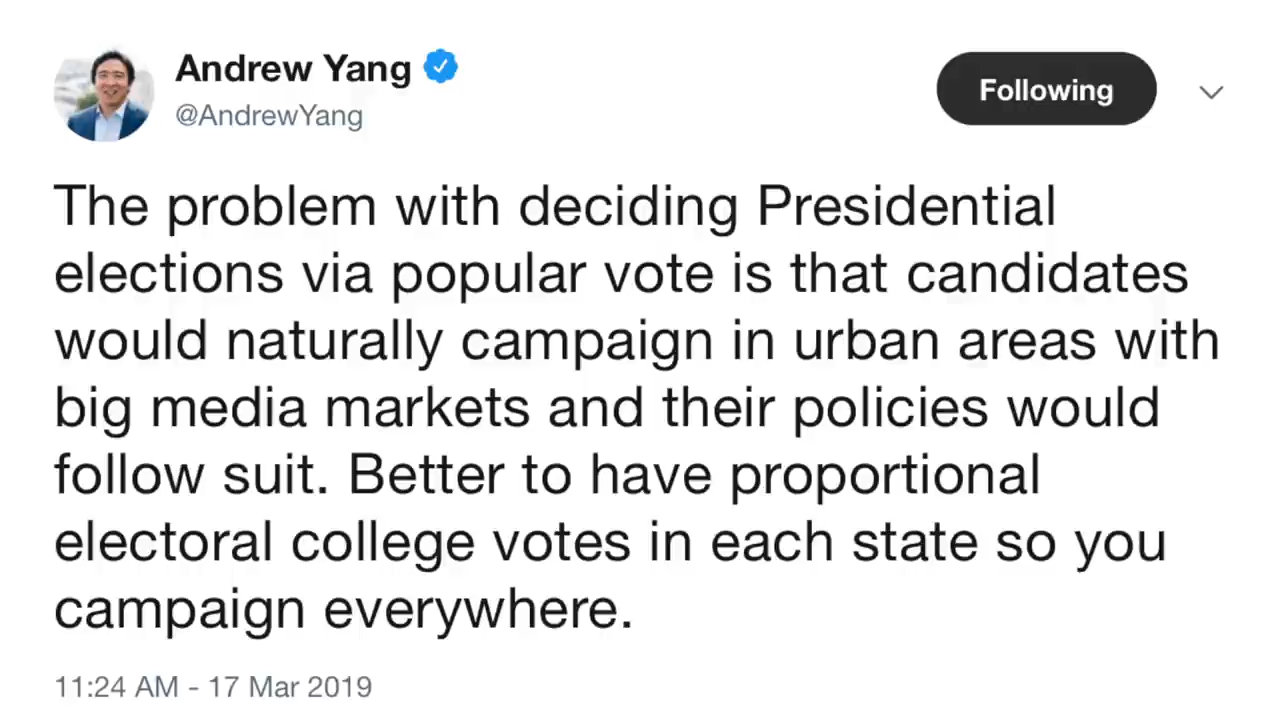 Andrew Yang
@AndrewYang
Following
The problem with deciding Presidential
elections via popular vote is that candidates
would naturally campaign in urban areas with
big media markets and their policies would
follow suit. Better to have proportional
electoral college votes in each state so you
campaign everywhere.
11:24 AM - 17 Mar 2019